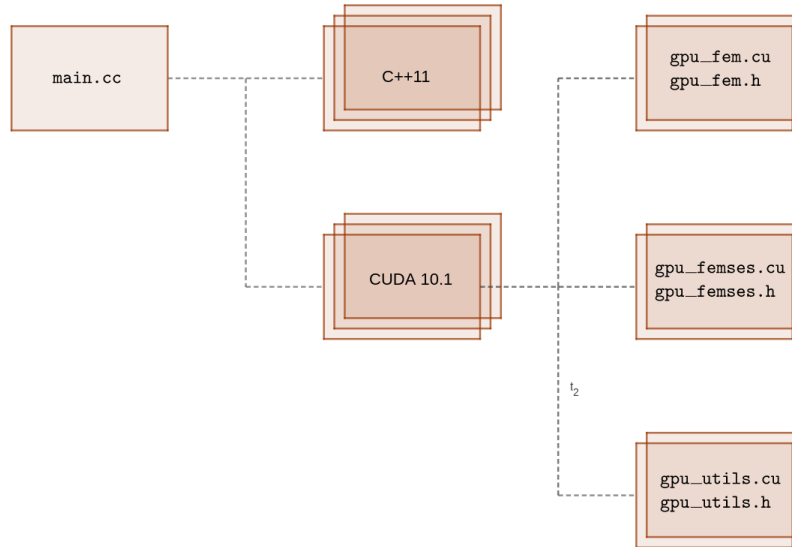 main.cc
C++11
gpu_fem.cu
gpu_fem.h
CUDA 10.1
gpu_femses.cu
gpu_femses.h
t2
gpu_utils.cu
gpu_utils.h